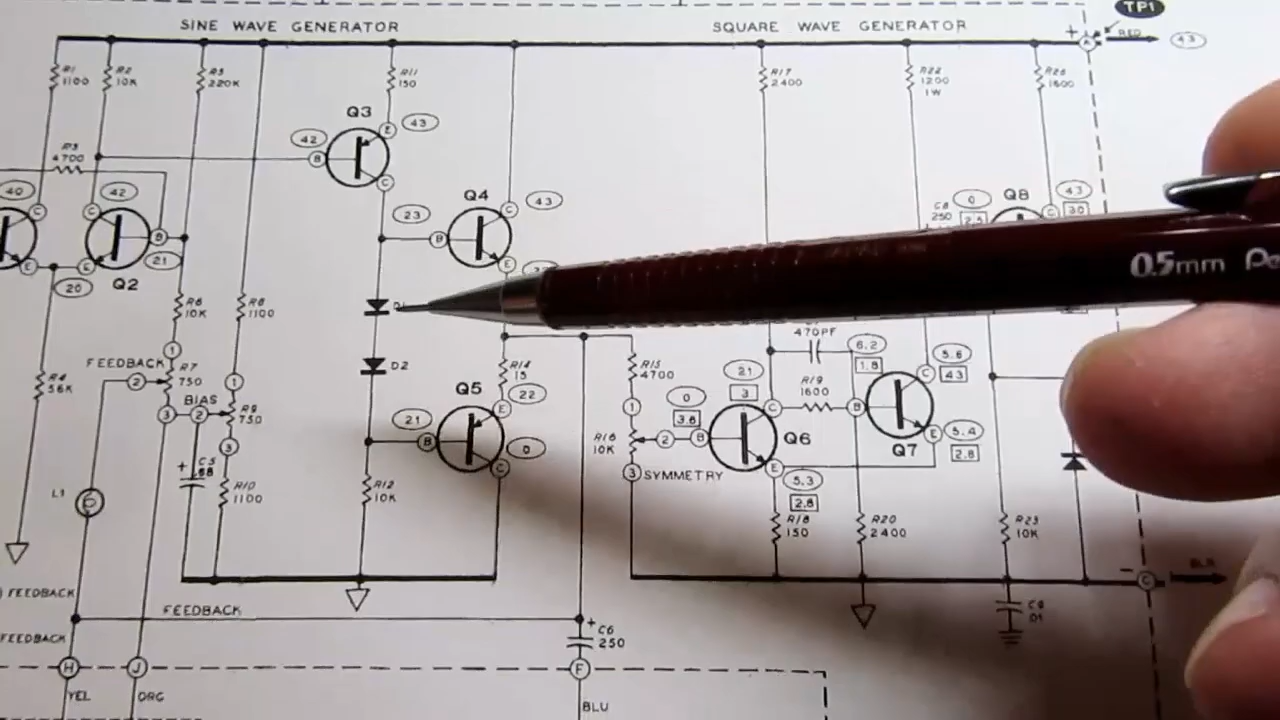 SINE WAVE GENERATOR
SQUARE WAVE GENERATOR
TP1
+
RED
43
A
R1
1100
R2
10K
R5
220K
R11
150
R17
2400
R22
1200
1W
R26
1600
Q3
E
43
42
B
C
R3
4700
40
C
42
C
B
21
E
E
20
Q2
Q4
23
B
C
43
E
C8
250
0
2.5
Q8
43
C
30
0.5mm Pe
R6
10K
R8
1100
D2
470PF
6.2
1.8
5.6
C
43
FEEDBACK
1
R7
750
2
3
BIAS
2
1
R9
750
3
R4
56K
Q5
R14
15
E
22
21
B
C
0
R15
4700
1
R16
10K
2
3
SYMMETRY
0
3.8
B
21
3
C
Q6
E
5.3
2.8
R19
1600
B
Q7
E
5.4
2.8
+
C5
68
L1
R10
1100
R12
10K
R18
150
R20
2400
R23
10K
-
C
BLK
) FEEDBACK
FEEDBACK
FEEDBACK
+
C6
250
C9
.01
H
J
F
YEL
ORG
BLU